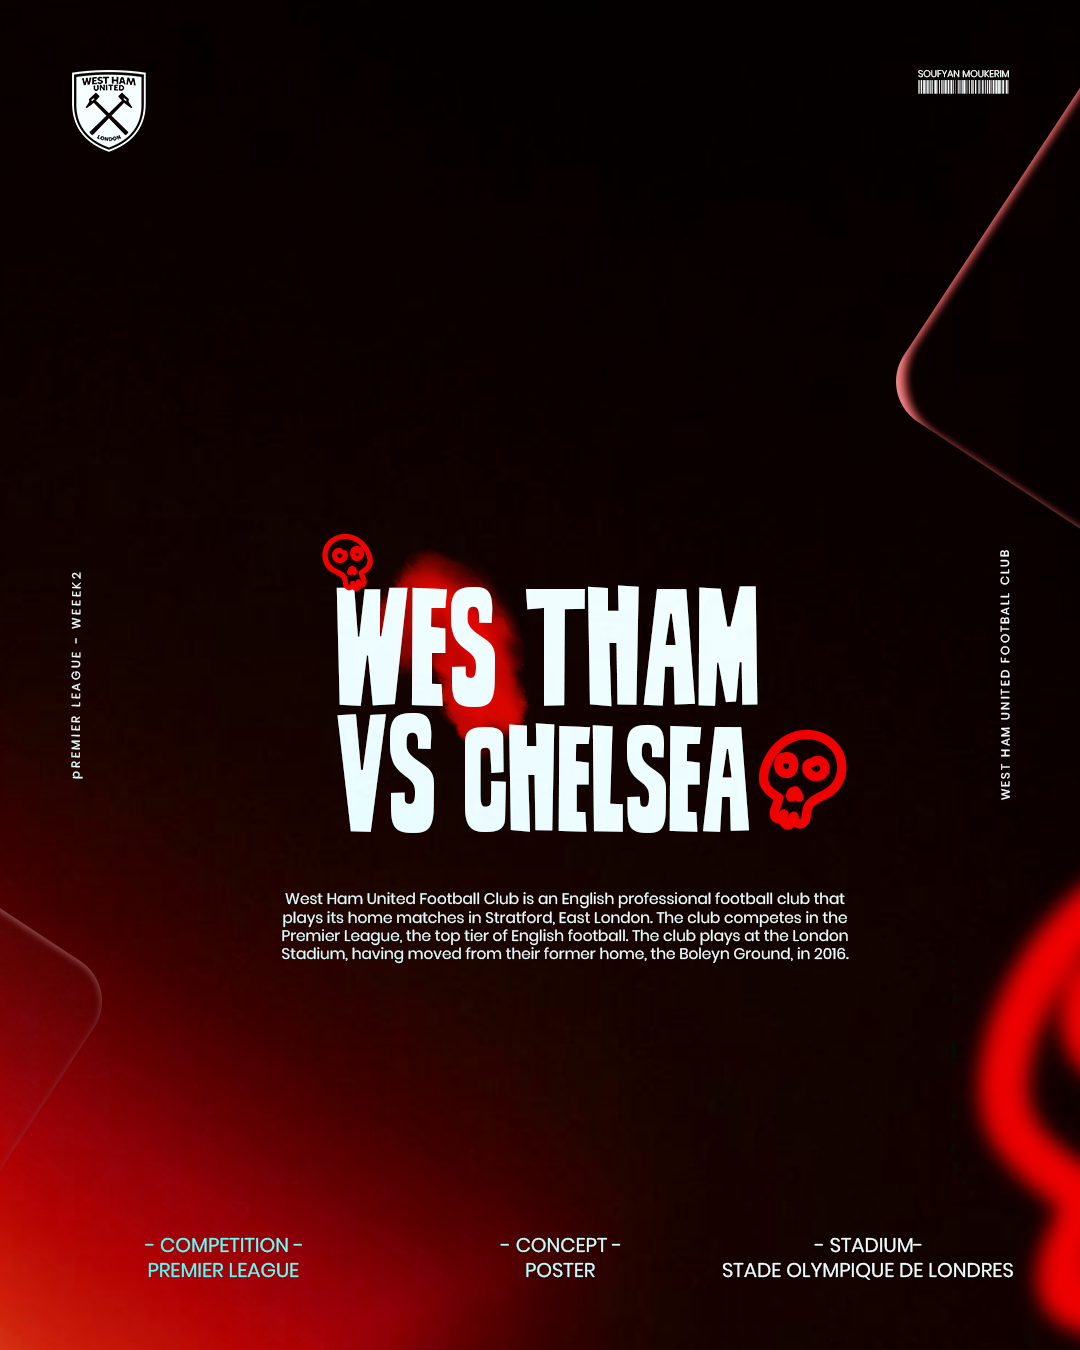 WEST HAM
UNITED
LONDON
SOUFYAN MOUKERIM
PREMIER LEAGUE - WEEEK2
WEST HAM UNITED FOOTBALL CLUB
WES THAM
VS CHELSEA
West Ham United Football Club is an English professional football club that
plays its home matches in Stratford, East London. The club competes in the
Premier League, the top tier of English football. The club plays at the London
Stadium, having moved from their former home, the Boleyn Ground, in 2016.
- COMPETITION -
PREMIER LEAGUE
- CONCEPT -
POSTER
- STADIUM-
STADE OLYMPIQUE DE LONDRES